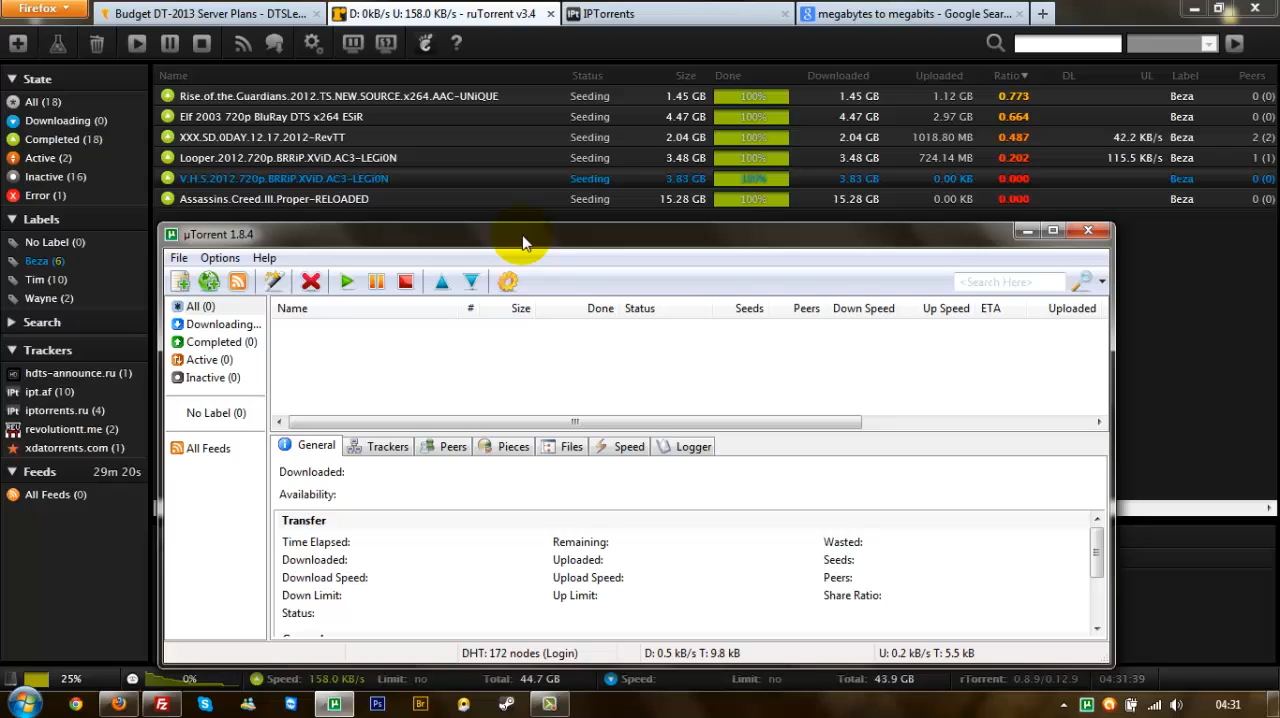 Firefox
Budget DT-2013 Server Plans - DTSLe...
D: 0kB/s U: 158.0 KB/s - ruTorrent v3.4
IPTorrents
megabytes to megabits - Google Sear...
State
All (18)
Downloading (0)
Completed (18)
Active (2)
Inactive (16)
Error (1)
Labels
No Label (0)
Beza (6)
Tim (10)
Wayne (2)
Search
Trackers
hdts-announce.ru (1)
ipt.af (10)
iptorrents.ru (4)
revolutiontt.me (2)
xdatorrents.com (1)
Feeds 29m 20s
All Feeds (0)
Name Status Size Done Downloaded Uploaded Ratio▼ DL UL Label Peers
Rise.of.the.Guardians.2012.TS.NEW.SOURCE.x264.AAC-UNiQUE Seeding 1.45 GB 100% 1.45 GB 1.12 GB 0.773 Beza 0 (0)
Elf 2003 720p BluRay DTS x264 ESiR Seeding 4.47 GB 100% 4.47 GB 2.97 GB 0.664 Beza 0 (0)
XXX.SD.0DAY.12.17.2012-RevTT Seeding 2.04 GB 100% 2.04 GB 1018.80 MB 0.487 42.2 KB/s Beza 2 (2)
Looper.2012.720p.BRRiP.XViD.AC3-LEGi0N Seeding 3.48 GB 100% 3.48 GB 724.14 MB 0.202 115.5 KB/s Beza 1 (1)
V.H.S.2012.720p.BRRiP.XViD.AC3-LEGi0N Seeding 3.83 GB 100% 3.83 GB 0.00 KB 0.000 Beza 0 (0)
Assassins.Creed.III.Proper-RELOADED Seeding 15.28 GB 100% 15.28 GB 0.00 KB 0.000 Beza 0 (0)
µTorrent 1.8.4
File Options Help
<Search Here>
All (0)
Downloading...
Completed (0)
Active (0)
Inactive (0)
No Label (0)
All Feeds
Name # Size Done Status Seeds Peers Down Speed Up Speed ETA Uploaded
General Trackers Peers Pieces Files Speed Logger
Downloaded:
Availability:
Transfer
Time Elapsed: Remaining: Wasted:
Downloaded: Uploaded: Seeds:
Download Speed: Upload Speed: Peers:
Down Limit: Up Limit: Share Ratio:
Status:
DHT: 172 nodes (Login) D: 0.5 kB/s T: 9.8 kB U: 0.2 kB/s T: 5.5 kB
25% 0% Speed: 158.0 KB/s Limit: no Total: 44.7 GB Speed: Limit: no Total: 43.9 GB rTorrent: 0.8.9/0.12.9 04:31:39
04:31